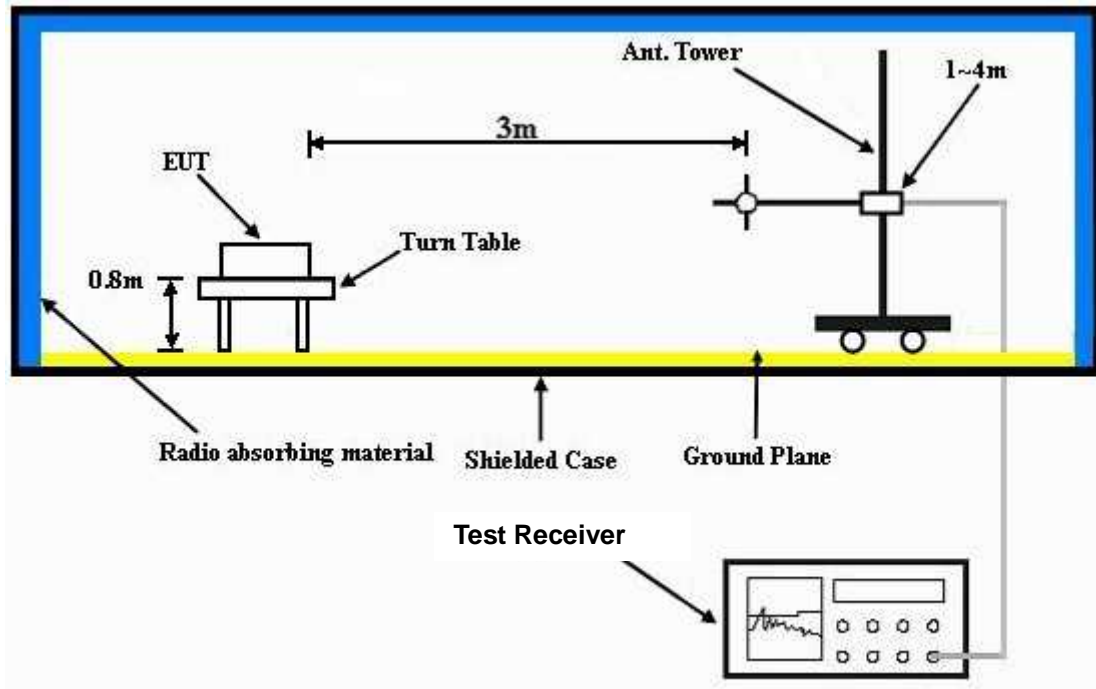 Ant. Tower
1~4m
3m
EUT
Turn Table
0.8m
Radio absorbing material
Shielded Case
Ground Plane
Test Receiver